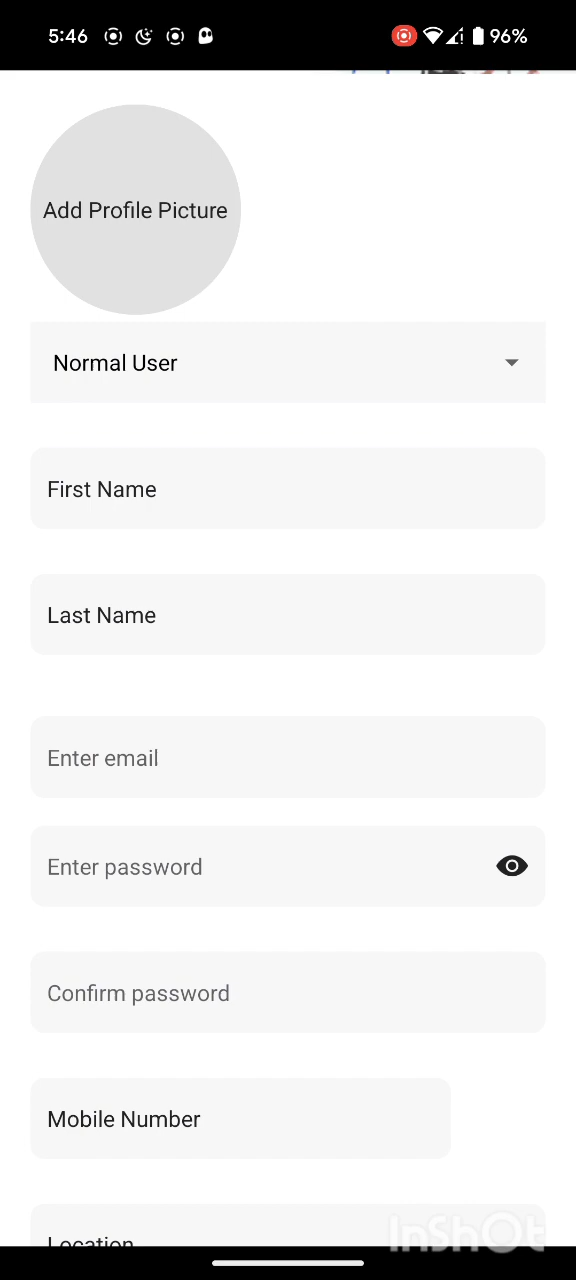 5:46
96%
Add Profile Picture
Normal User
First Name
Last Name
Enter email
Enter password
Confirm password
Mobile Number
Location
InShOt